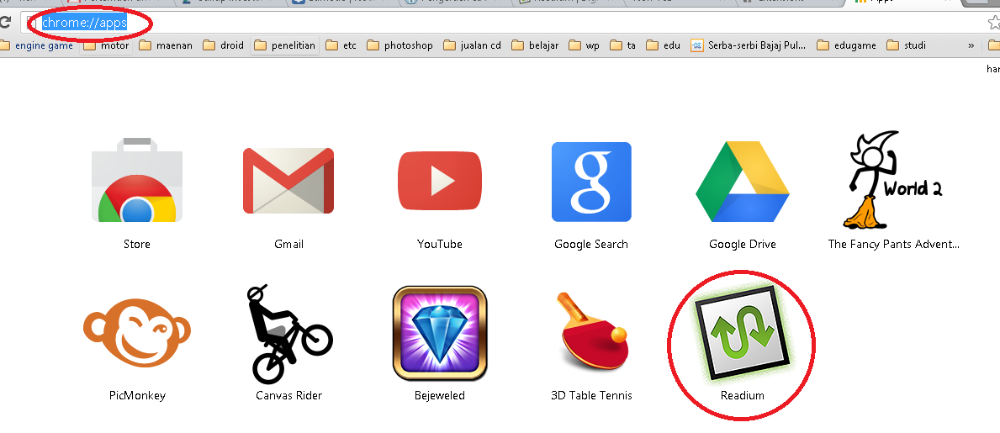 chrome://apps
engine game motor maenan droid penelitian etc photoshop jualan cd belajar wp ta edu Serba-serbi Bajaj Pul... edugame studi »
World 2
Store Gmail YouTube Google Search Google Drive The Fancy Pants Advent...
PicMonkey Canvas Rider Bejeweled 3D Table Tennis Readium